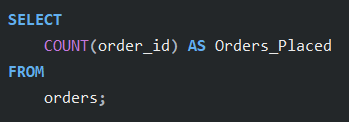 SELECT
    COUNT(order_id) AS Orders_Placed
FROM
    orders;